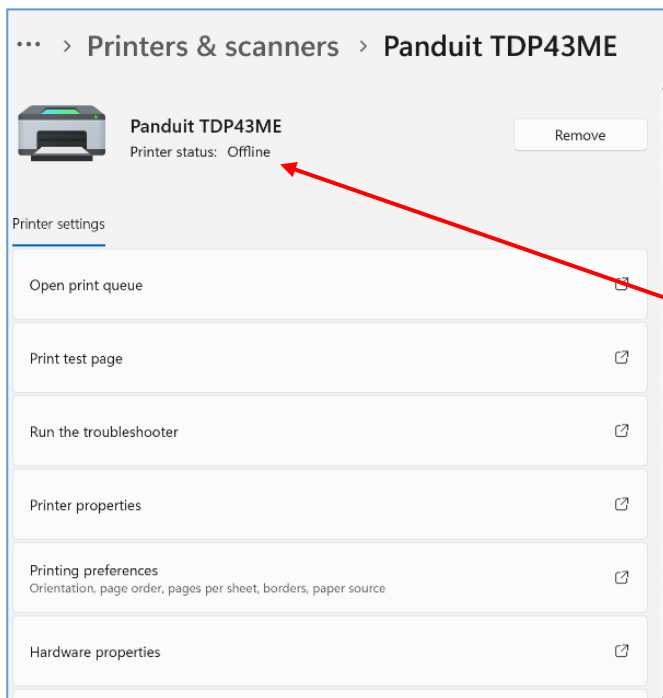 ··· > Printers & scanners > Panduit TDP43ME
Panduit TDP43ME
Printer status: Offline
Remove
Printer settings
Open print queue
Print test page
Run the troubleshooter
Printer properties
Printing preferences
Orientation, page order, pages per sheet, borders, paper source
Hardware properties